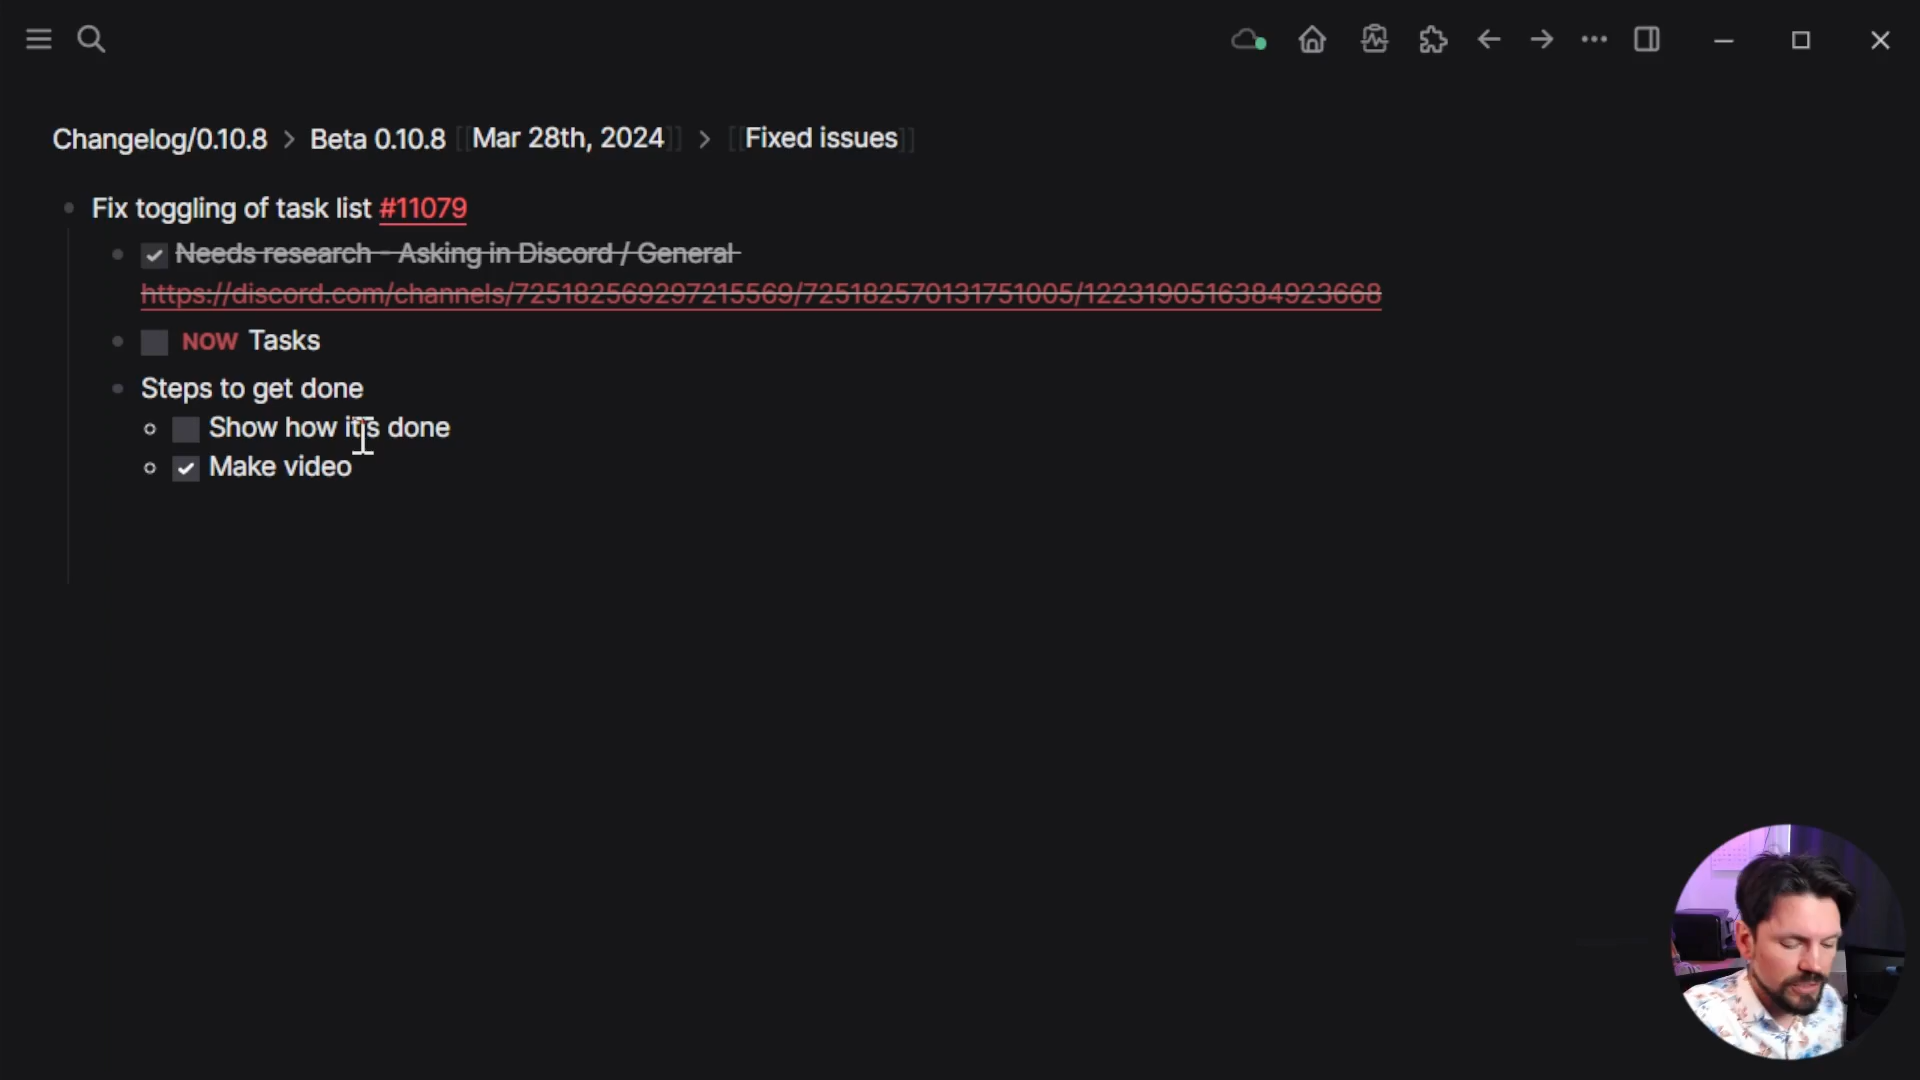 Changelog/0.10.8 > Beta 0.10.8 [[Mar 28th, 2024]] > [[Fixed issues]]
Fix toggling of task list #11079
Needs research - Asking in Discord / General
https://discord.com/channels/725182569297215569/725182570131751005/1223190516384923668
NOW Tasks
Steps to get done
Show how it's done
Make video